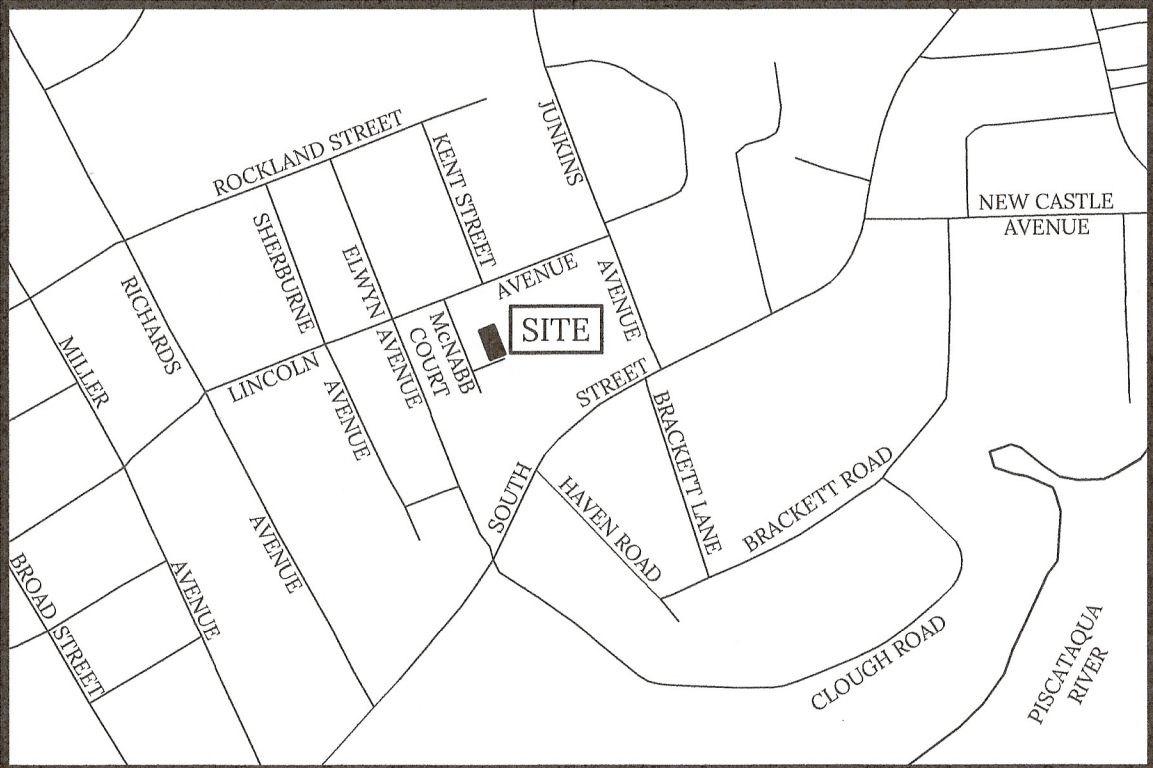 ROCKLAND STREET
JUNKINS
AVENUE
KENT STREET
SHERBURNE
AVENUE
ELWYN
AVENUE
NEW CASTLE
AVENUE
RICHARDS
AVENUE
LINCOLN
AVENUE
McNABB
COURT
SITE
MILLER
AVENUE
SOUTH
STREET
BRACKETT LANE
HAVEN ROAD
BRACKETT ROAD
BROAD STREET
CLOUGH ROAD
PISCATAQUA
RIVER